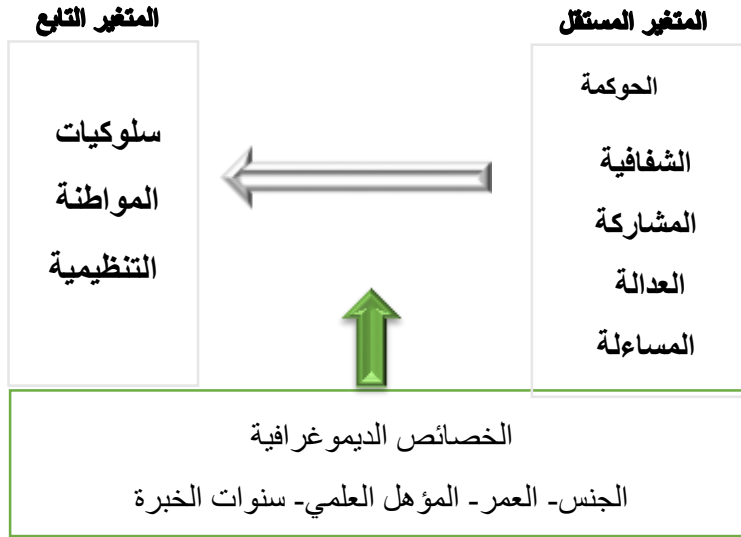 المتغير المستقل
الحوكمة
الشفافية
المشاركة
العدالة
المساءلة
المتغير التابع
سلوكيات
المواطنة
التنظيمية
الخصائص الديموغرافية
الجنس- العمر- المؤهل العلمي- سنوات الخبرة